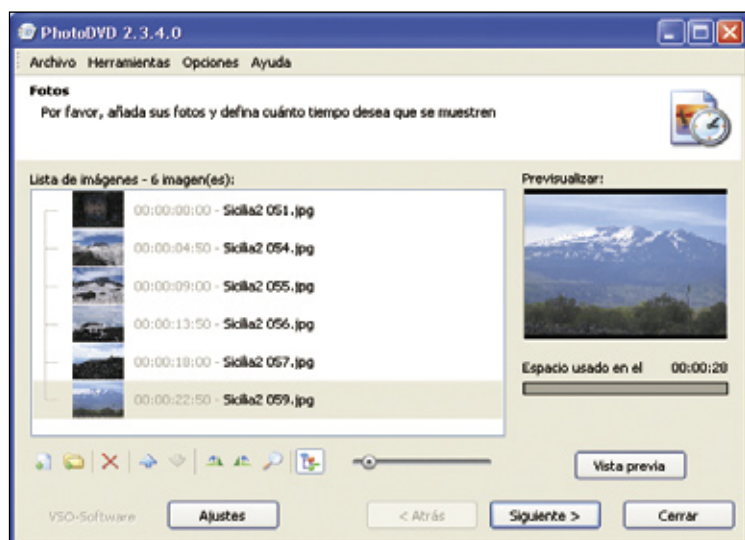 PhotoDVD 2.3.4.0
Archivo Herramientas Opciones Ayuda
Fotos
Por favor, añada sus fotos y defina cuánto tiempo desea que se muestren
Lista de imágenes - 6 imagen(es):
Previsualizar:
00:00:00:00 - Sicilia2 051.jpg
00:00:04:50 - Sicilia2 054.jpg
00:00:09:00 - Sicilia2 055.jpg
00:00:13:50 - Sicilia2 056.jpg
00:00:18:00 - Sicilia2 057.jpg
00:00:22:50 - Sicilia2 059.jpg
Espacio usado en el 00:00:28
Vista previa
VSO-Software Ajustes < Atrás Siguiente > Cerrar